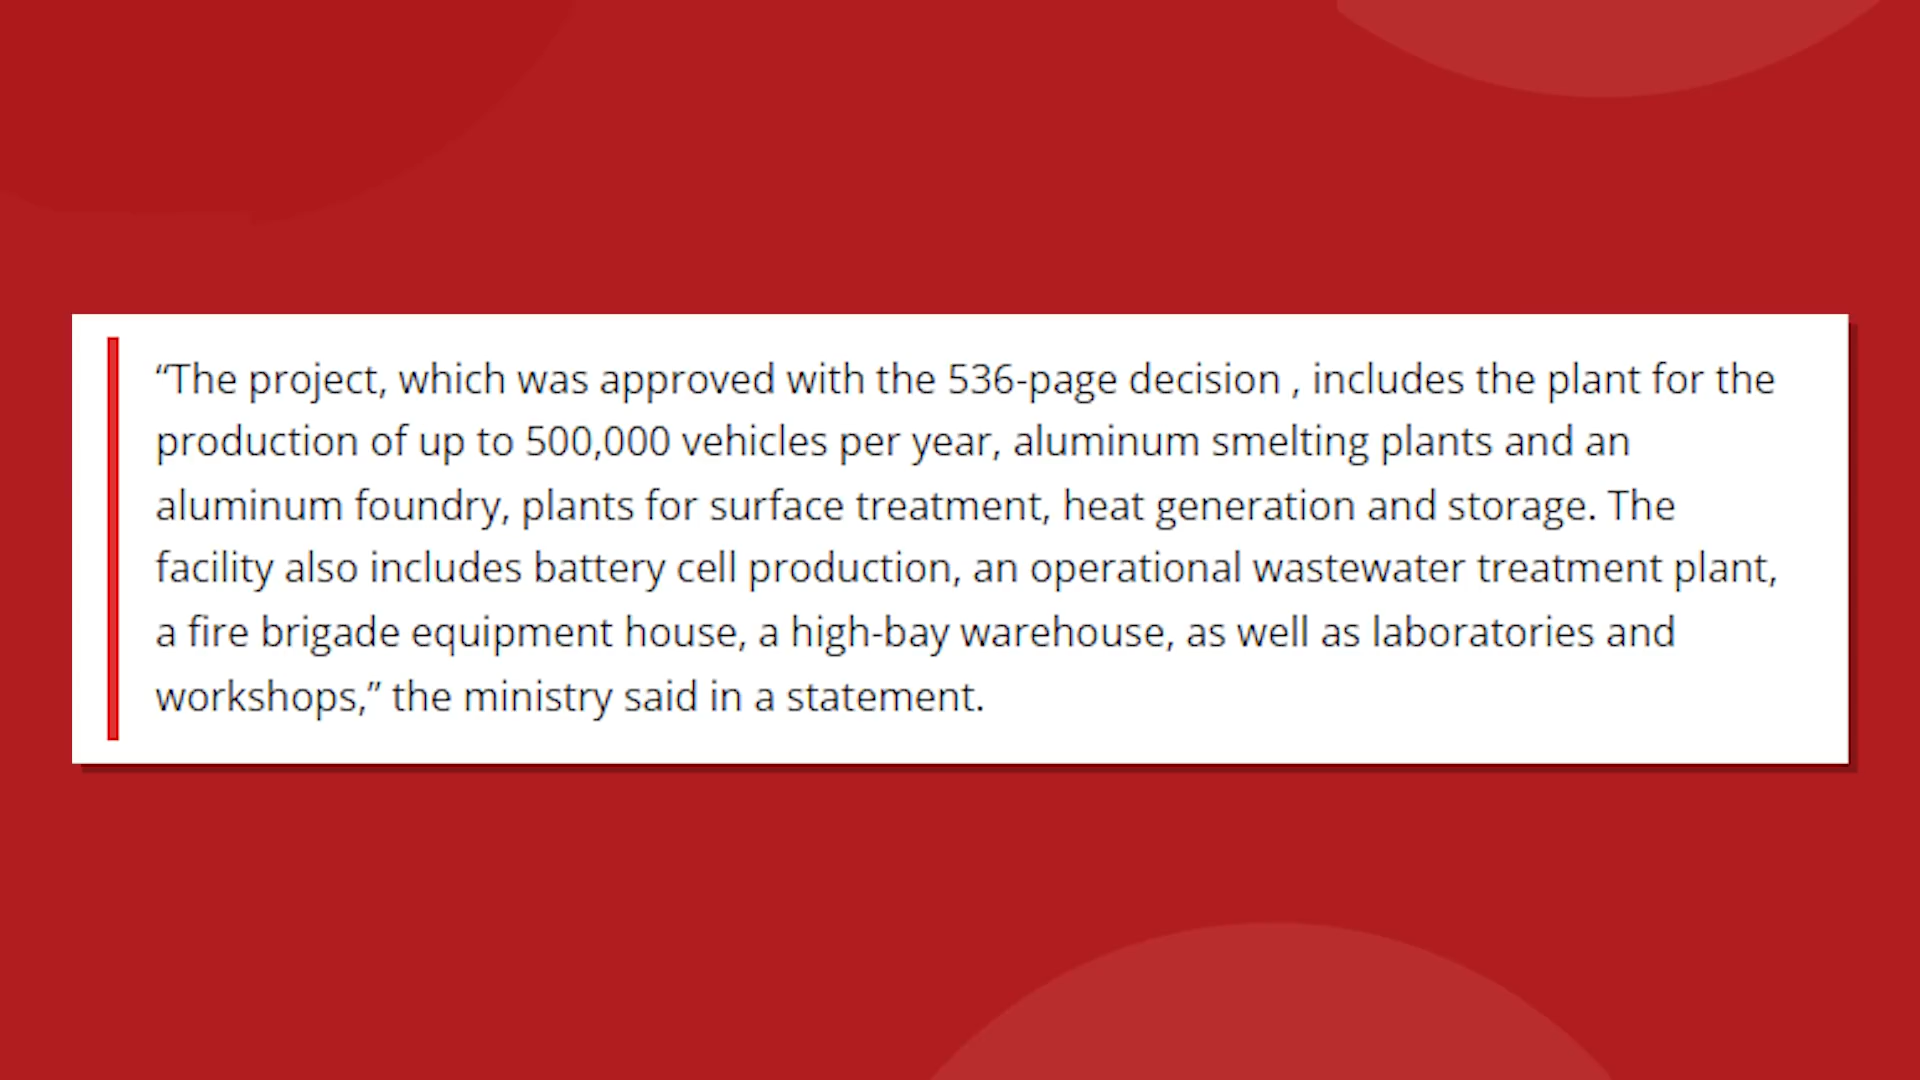 “The project, which was approved with the 536-page decision , includes the plant for the
production of up to 500,000 vehicles per year, aluminum smelting plants and an
aluminum foundry, plants for surface treatment, heat generation and storage. The
facility also includes battery cell production, an operational wastewater treatment plant,
a fire brigade equipment house, a high-bay warehouse, as well as laboratories and
workshops,” the ministry said in a statement.